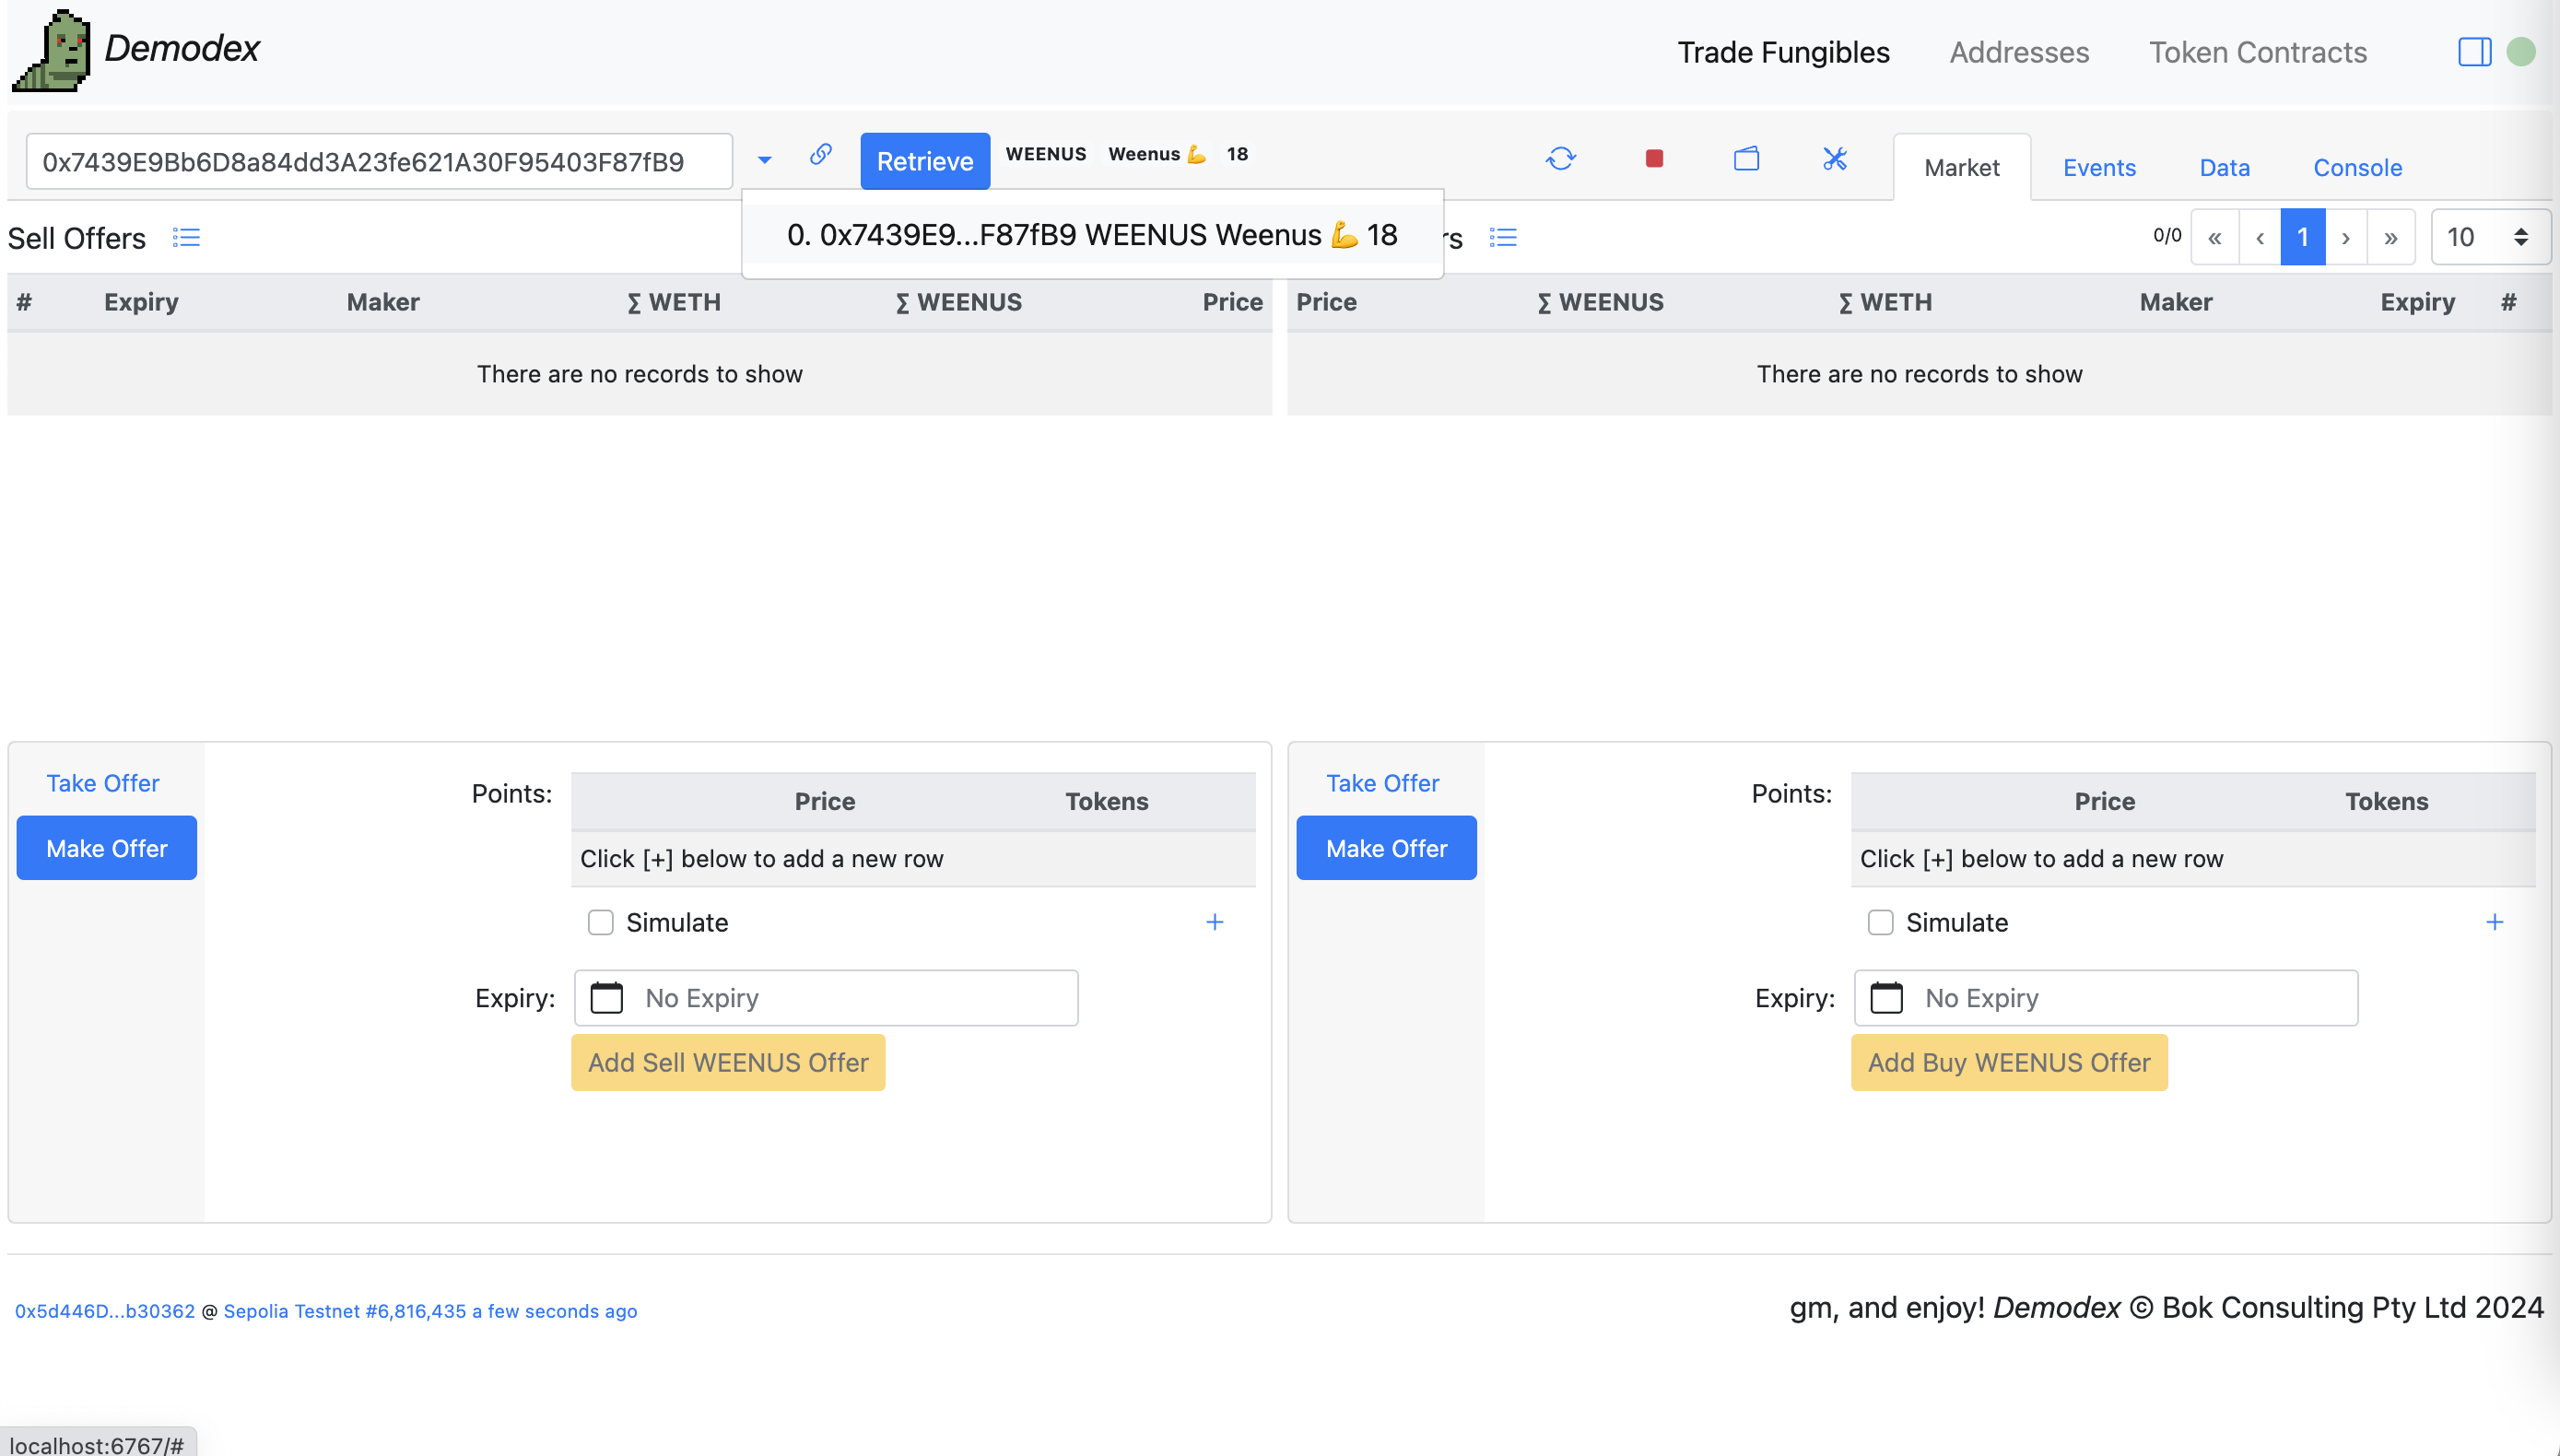 Demodex
Trade Fungibles Addresses Token Contracts
0x7439E9Bb6D8a84dd3A23fe621A30F95403F87fB9 Retrieve WEENUS Weenus 💪 18 Market Events Data Console
0. 0x7439E9...F87fB9 WEENUS Weenus 💪 18
Sell Offers rs 0/0 « ‹ 1 › » 10
# Expiry Maker ∑ WETH ∑ WEENUS Price Price ∑ WEENUS ∑ WETH Maker Expiry #
There are no records to show There are no records to show
Take Offer
Make Offer
Points:
Price Tokens
Click [+] below to add a new row
Simulate +
Expiry: No Expiry
Add Sell WEENUS Offer
Take Offer
Make Offer
Points:
Price Tokens
Click [+] below to add a new row
Simulate +
Expiry: No Expiry
Add Buy WEENUS Offer
0x5d446D...b30362 @ Sepolia Testnet #6,816,435 a few seconds ago
gm, and enjoy! Demodex © Bok Consulting Pty Ltd 2024
localhost:6767/#